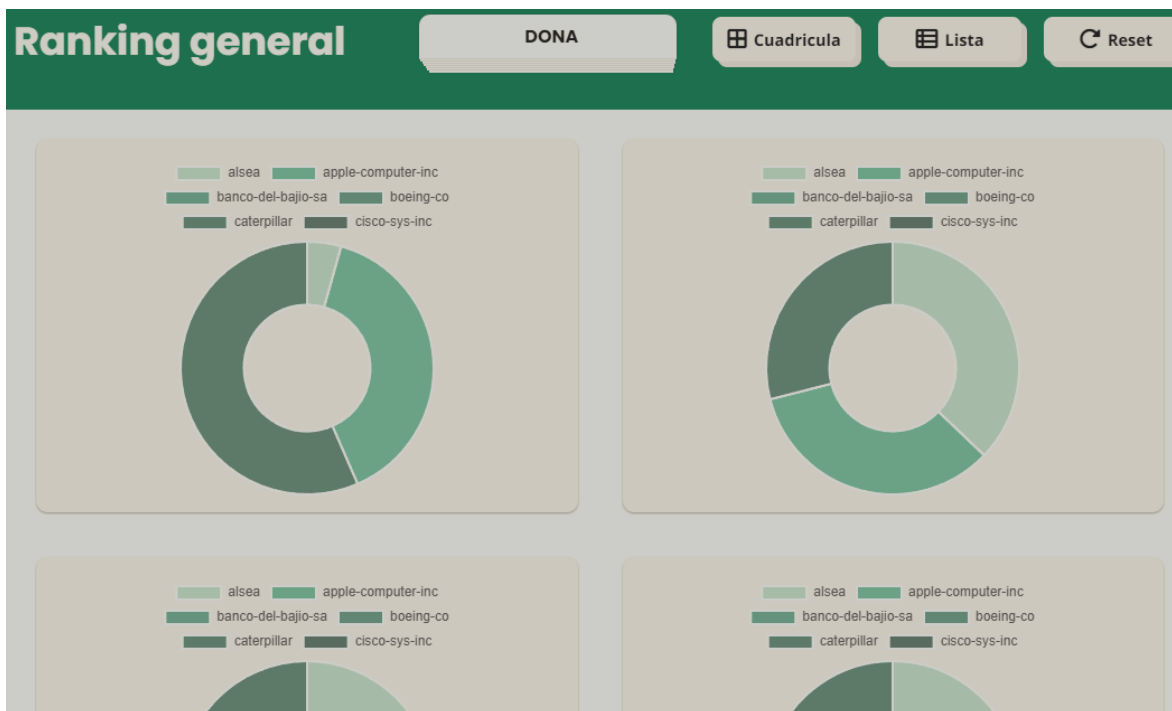 Ranking general
DONA
Cuadricula
Lista
Reset
alsea apple-computer-inc
banco-del-bajio-sa boeing-co
caterpillar cisco-sys-inc
alsea apple-computer-inc
banco-del-bajio-sa boeing-co
caterpillar cisco-sys-inc
alsea apple-computer-inc
banco-del-bajio-sa boeing-co
caterpillar cisco-sys-inc
alsea apple-computer-inc
banco-del-bajio-sa boeing-co
caterpillar cisco-sys-inc